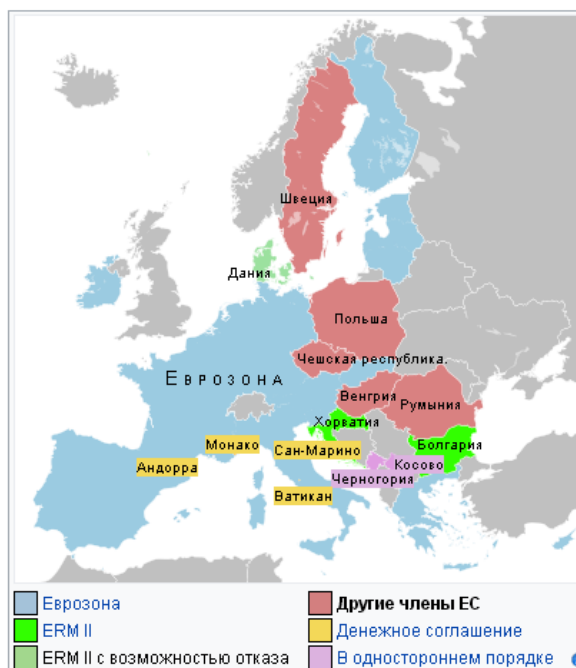 Швеция
Дания
Польша
Чешская республика.
Еврозона
Венгрия
Румыния
Хорватия
Монако
Сан-Марино
Болгария
Андорра
Косово
Черногория
Ватикан
Еврозона
Другие члены ЕС
ERM II
Денежное соглашение
ERM II с возможностью отказа
В одностороннем порядке